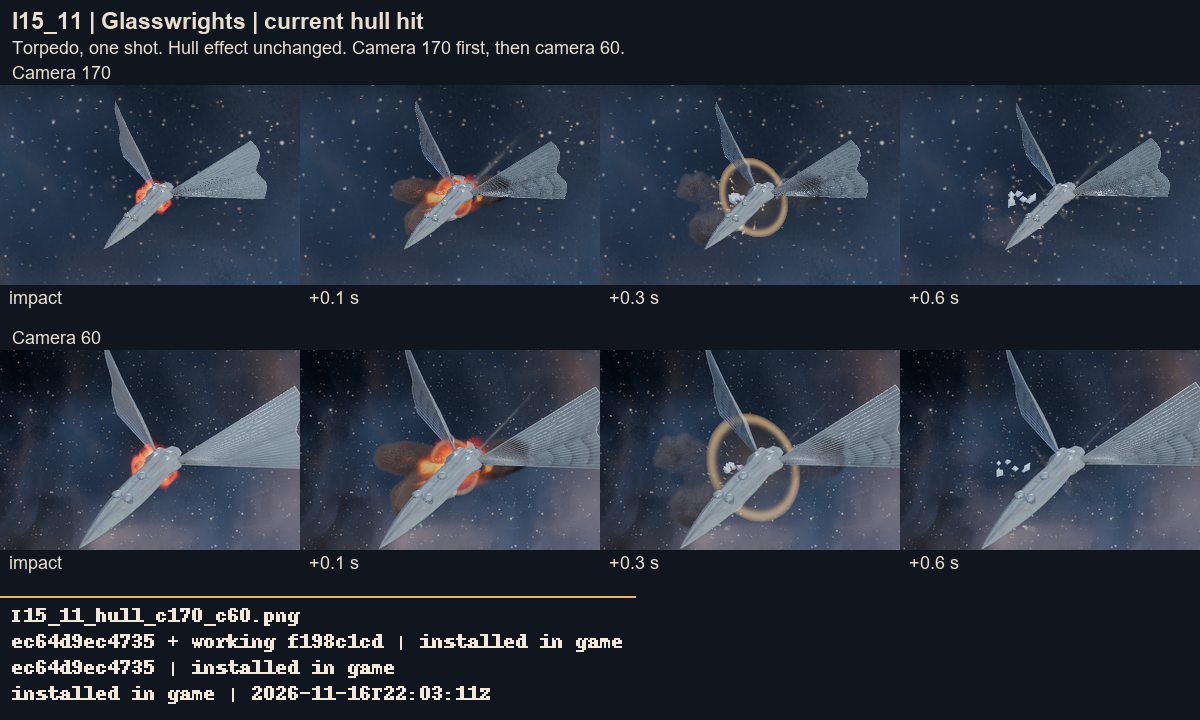 I15_11 | Glasswrights | current hull hit
Torpedo, one shot. Hull effect unchanged. Camera 170 first, then camera 60.
Camera 170
impact +0.1 s +0.3 s +0.6 s
Camera 60
impact +0.1 s +0.3 s +0.6 s
I15_11_hull_c170_c60.png
ec64d9ec4735 + working f198c1cd | installed in game
ec64d9ec4735 | installed in game
installed in game | 2026-11-16T22:03:11Z